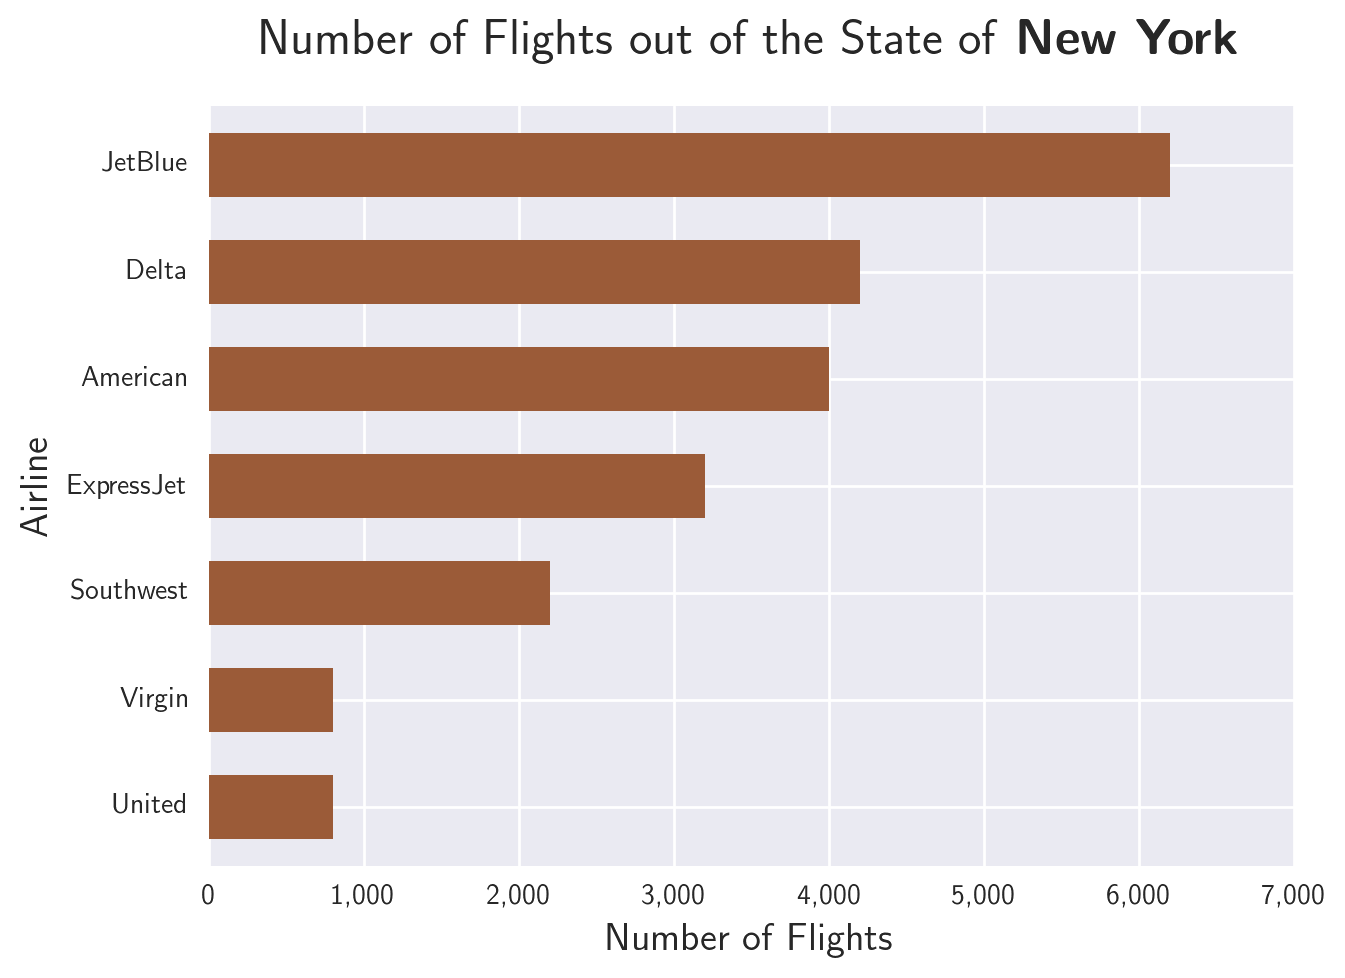 Number of Flights out of the State of New York
JetBlue
Delta
American
ExpressJet
Southwest
Virgin
United
Airline
0 1,000 2,000 3,000 4,000 5,000 6,000 7,000
Number of Flights